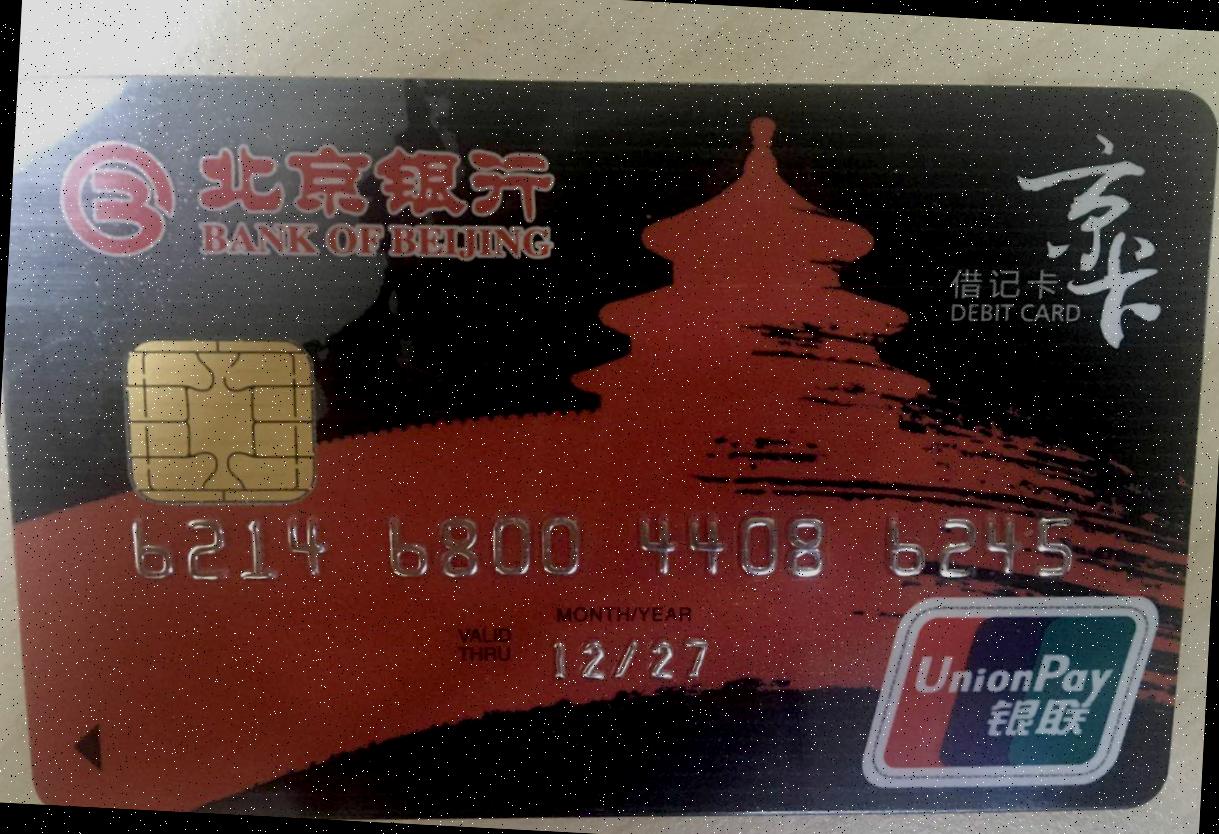 北京银行
BANK OF BEIJING
京卡
借记卡
DEBIT CARD
6214 6800 4408 6245
MONTH/YEAR
VALID THRU
12/27
UnionPay
银联